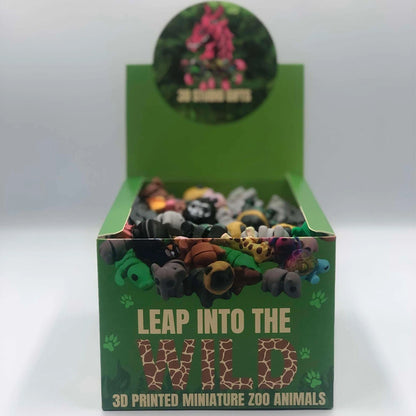 3D STUDIO GIFTS
LEAP INTO THE
WILD
3D PRINTED MINIATURE ZOO ANIMALS